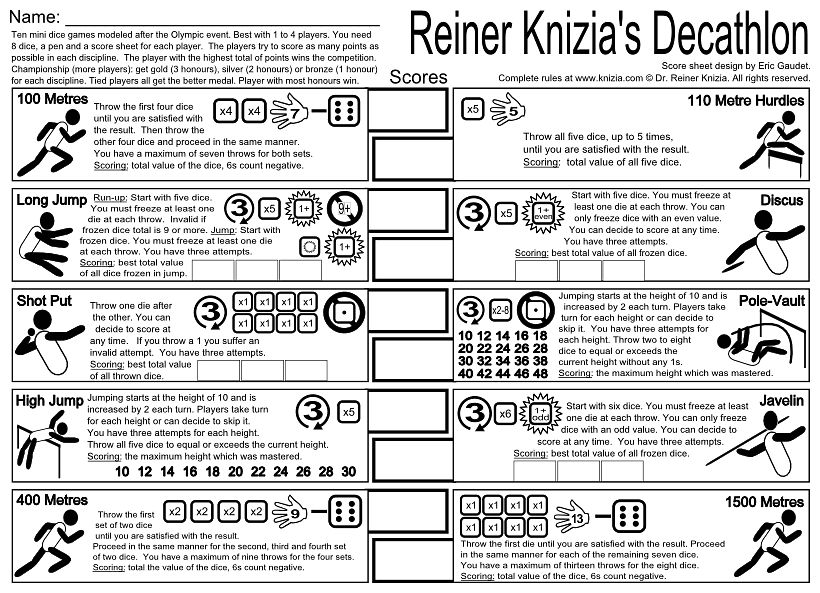 Name:
Reiner Knizia's Decathlon
Ten mini dice games modeled after the Olympic event. Best with 1 to 4 players. You need
8 dice, a pen and a score sheet for each player. The players try to score as many points as
possible in each discipline. The player with the highest total of points wins the competition.
Championship (more players): get gold (3 honours), silver (2 honours) or bronze (1 honour)
for each discipline. Tied players all get the better medal. Player with most honours win.
Scores
Score sheet design by Eric Gaudet.
Complete rules at www.knizia.com © Dr. Reiner Knizia. All rights reserved.
100 Metres
Throw the first four dice
until you are satisfied with
the result. Then throw the
other four dice and proceed in the same manner.
You have a maximum of seven throws for both sets.
Scoring: total value of the dice, 6s count negative.
x4 x4 7
110 Metre Hurdles
x5 5
Throw all five dice, up to 5 times,
until you are satisfied with the result.
Scoring: total value of all five dice.
Long Jump
Run-up: Start with five dice.
You must freeze at least one
die at each throw. Invalid if
frozen dice total is 9 or more. Jump: Start with
frozen dice. You must freeze at least one die
at each throw. You have three attempts.
Scoring: best total value
of all dice frozen in jump.
3 x5 1+ 9+
1+
Discus
3 x5 1+ even
Start with five dice. You must freeze at
least one die at each throw. You can
only freeze dice with an even value.
You can decide to score at any time.
You have three attempts.
Scoring: best total value of all frozen dice.
Shot Put
Throw one die after
the other. You can
decide to score at
any time. If you throw a 1 you suffer an
invalid attempt. You have three attempts.
Scoring: best total value
of all thrown dice.
3 x1 x1 x1 x1
x1 x1 x1 x1
Pole-Vault
3 x2-8
10 12 14 16 18
20 22 24 26 28
30 32 34 36 38
40 42 44 46 48
Jumping starts at the height of 10 and is
increased by 2 each turn. Players take
turn for each height or can decide to
skip it. You have three attempts for
each height. Throw two to eight
dice to equal or exceeds the
current height without any 1s.
Scoring: the maximum height which was mastered.
High Jump
Jumping starts at the height of 10 and is
increased by 2 each turn. Players take turn
for each height or can decide to skip it.
You have three attempts for each height.
Throw all five dice to equal or exceeds the current height.
Scoring: the maximum height which was mastered.
10 12 14 16 18 20 22 24 26 28 30
3 x5
Javelin
3 x6 1+ odd
Start with six dice. You must freeze at least
one die at each throw. You can only freeze
dice with an odd value. You can decide to
score at any time. You have three attempts.
Scoring: best total value of all frozen dice.
400 Metres
Throw the first
set of two dice
until you are satisfied with the result.
Proceed in the same manner for the second, third and fourth set
of two dice. You have a maximum of nine throws for the four sets.
Scoring: total the value of the dice, 6s count negative.
x2 x2 x2 x2 9
1500 Metres
x1 x1 x1 x1
x1 x1 x1 x1
13
Throw the first die until you are satisfied with the result. Proceed
in the same manner for each of the remaining seven dice.
You have a maximum of thirteen throws for the eight dice.
Scoring: total value of the dice, 6s count negative.